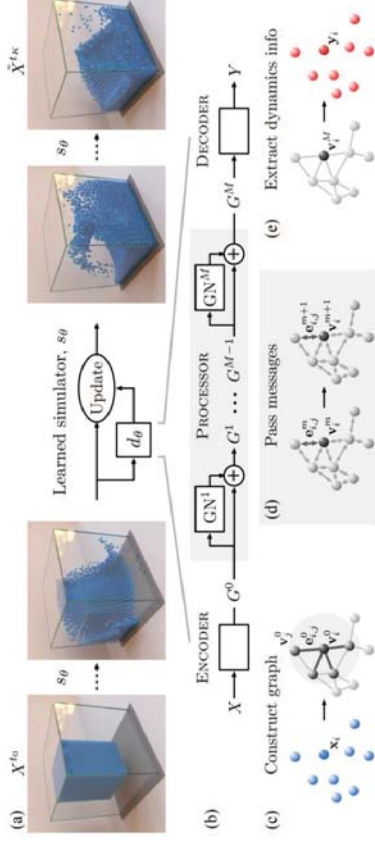 (a)
X^{t_0}
s_θ
Learned simulator, s_θ
d_θ
Update
s_θ
X̃^{t_K}
(b)
X
ENCODER
G^0
PROCESSOR
GN^1
+
G^1
...
G^{M−1}
GN^M
+
G^M
DECODER
Y
(c)
Construct graph
x_i
v_j^0
e_{i,j}^0
v_i^0
(d)
Pass messages
e_{i,j}^m
v_i^m
e_{i,j}^{m+1}
v_i^{m+1}
(e)
Extract dynamics info
v_i^M
y_i